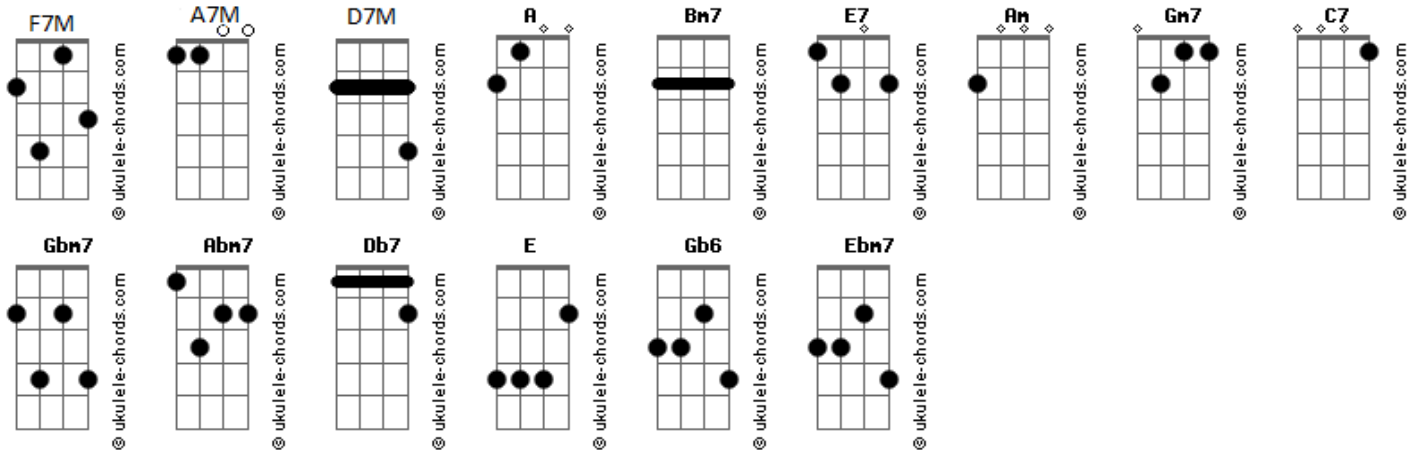 F7M A7M D7M A Bm7 E7 Am Gm7 C7
© ukulele-chords.com © ukulele-chords.com © ukulele-chords.com © ukulele-chords.com © ukulele-chords.com © ukulele-chords.com © ukulele-chords.com © ukulele-chords.com © ukulele-chords.com
Gbm7 Abm7 Db7 E Gb6 Ebm7
© ukulele-chords.com © ukulele-chords.com © ukulele-chords.com © ukulele-chords.com © ukulele-chords.com © ukulele-chords.com